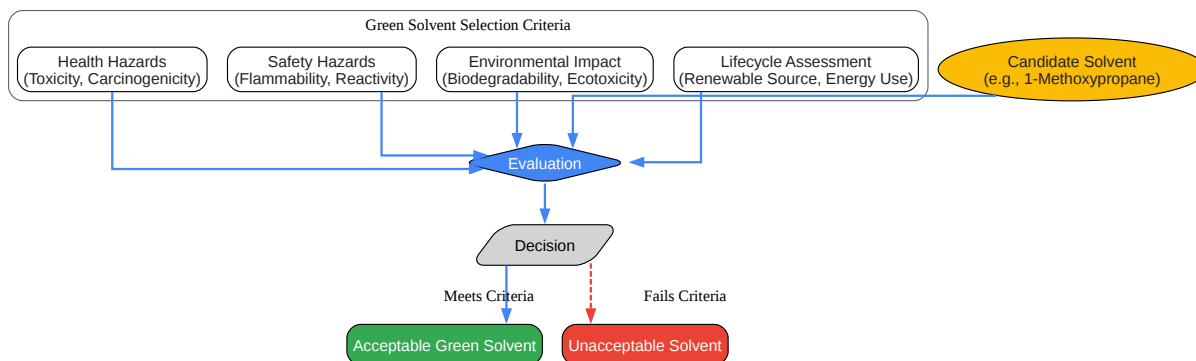 Green Solvent Selection Criteria
Health Hazards
(Toxicity, Carcinogenicity)
Safety Hazards
(Flammability, Reactivity)
Environmental Impact
(Biodegradability, Ecotoxicity)
Lifecycle Assessment
(Renewable Source, Energy Use)
Candidate Solvent
(e.g., 1-Methoxypropane)
Evaluation
Decision
Meets Criteria
Fails Criteria
Acceptable Green Solvent
Unacceptable Solvent